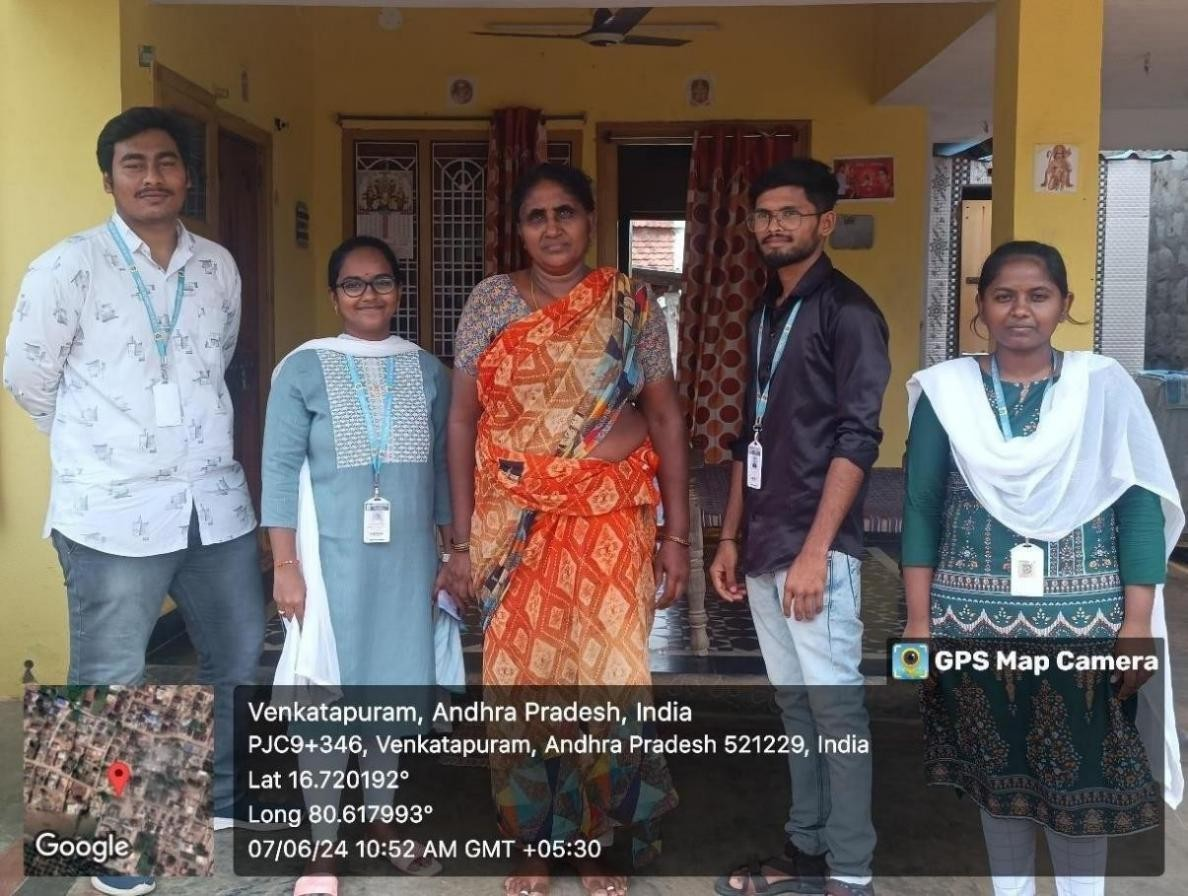 GPS Map Camera
Venkatapuram, Andhra Pradesh, India
PJC9+346, Venkatapuram, Andhra Pradesh 521229, India
Lat 16.720192°
Long 80.617993°
07/06/24 10:52 AM GMT +05:30
Google